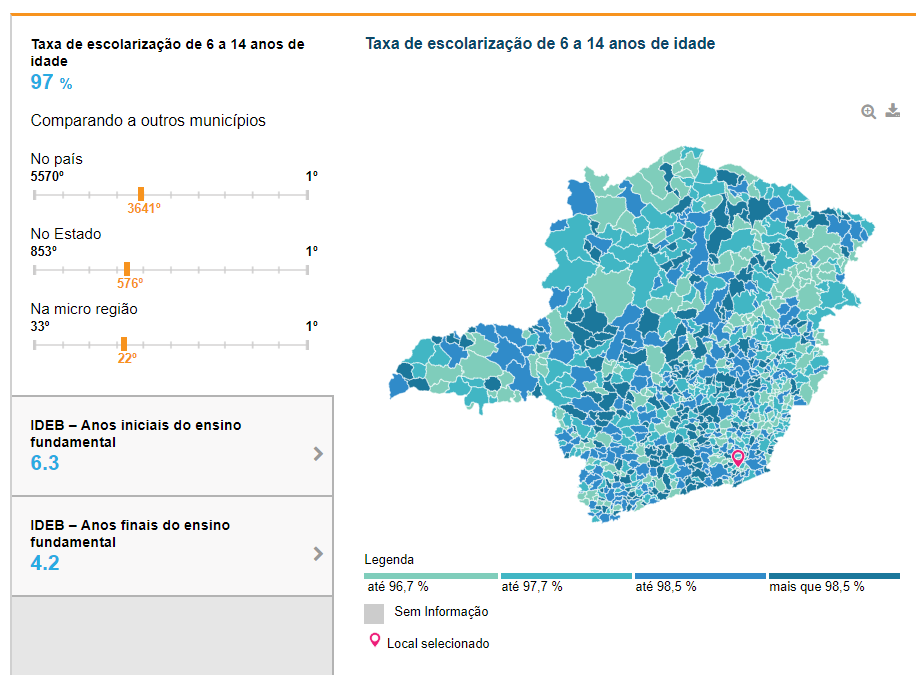 Taxa de escolarização de 6 a 14 anos de
idade
97 %
Comparando a outros municípios
No país
5570º 1º
3641º
No Estado
853º 1º
576º
Na micro região
33º 1º
22º
IDEB – Anos iniciais do ensino
fundamental
6.3
IDEB – Anos finais do ensino
fundamental
4.2
Taxa de escolarização de 6 a 14 anos de idade
Legenda
até 96,7 % até 97,7 % até 98,5 % mais que 98,5 %
Sem Informação
Local selecionado